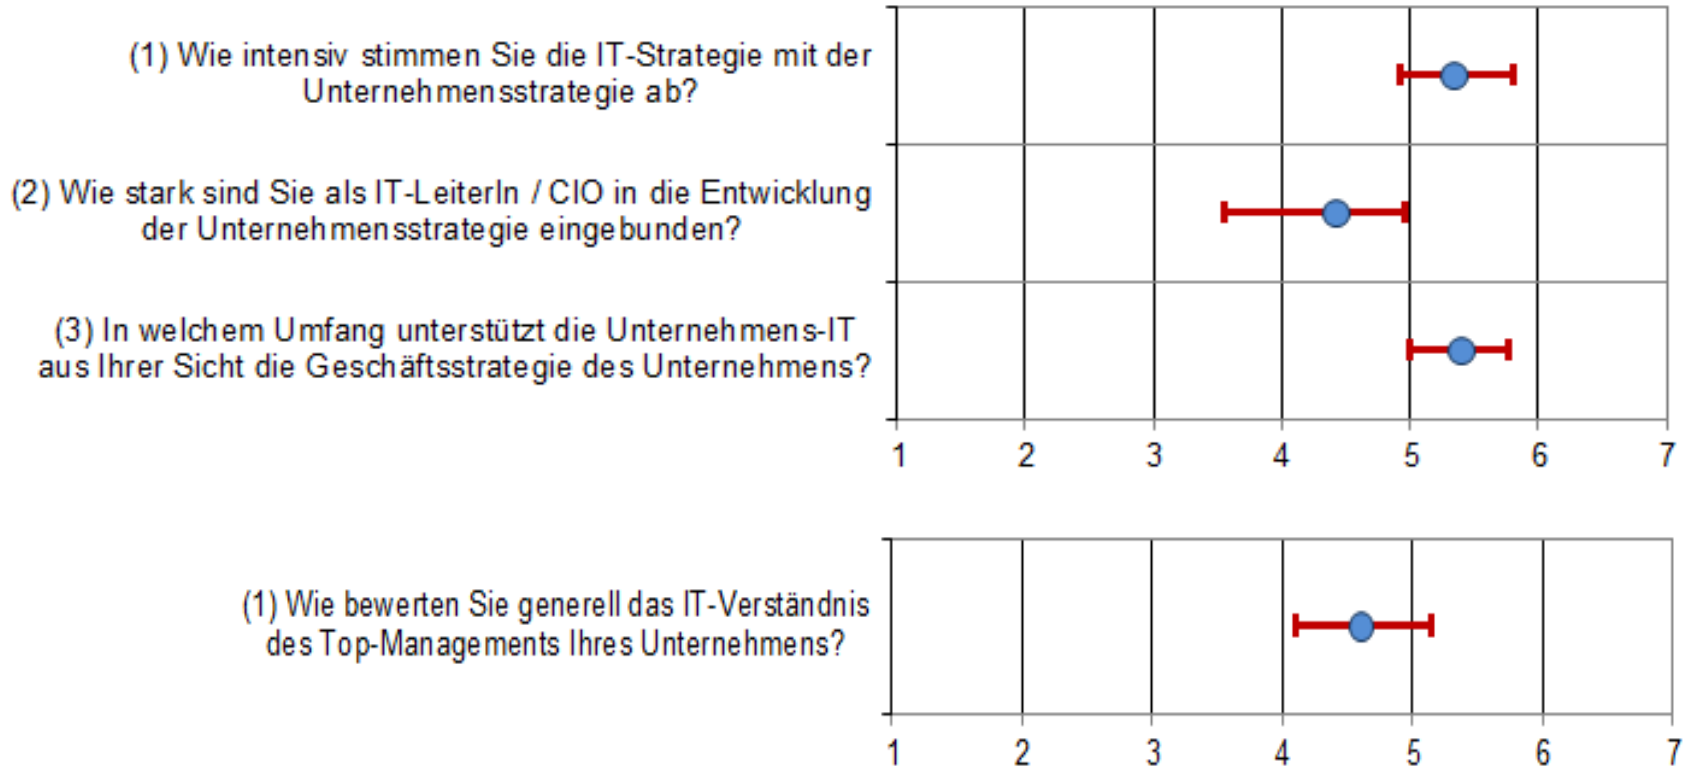 (1) Wie intensiv stimmen Sie die IT-Strategie mit der
Unternehmensstrategie ab?
(2) Wie stark sind Sie als IT-LeiterIn / CIO in die Entwicklung
der Unternehmensstrategie eingebunden?
(3) In welchem Umfang unterstützt die Unternehmens-IT
aus Ihrer Sicht die Geschäftsstrategie des Unternehmens?
1 2 3 4 5 6 7
(1) Wie bewerten Sie generell das IT-Verständnis
des Top-Managements Ihres Unternehmens?
1 2 3 4 5 6 7